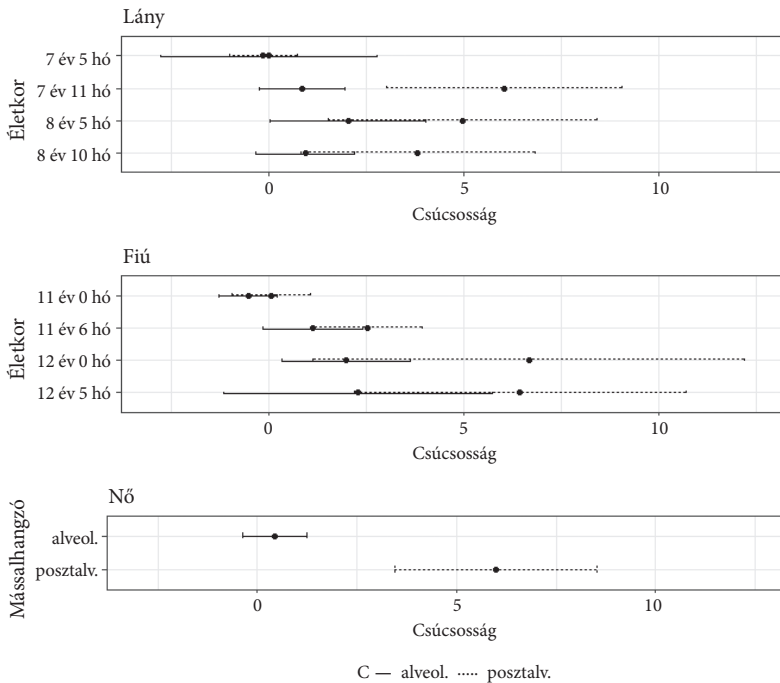 Lány
Életkor
7 év 5 hó
7 év 11 hó
8 év 5 hó
8 év 10 hó
0 5 10
Csúcsosság
Fiú
Életkor
11 év 0 hó
11 év 6 hó
12 év 0 hó
12 év 5 hó
0 5 10
Csúcsosság
Nő
Mássalhangzó
alveol.
posztalv.
0 5 10
Csúcsosság
C alveol. posztalv.